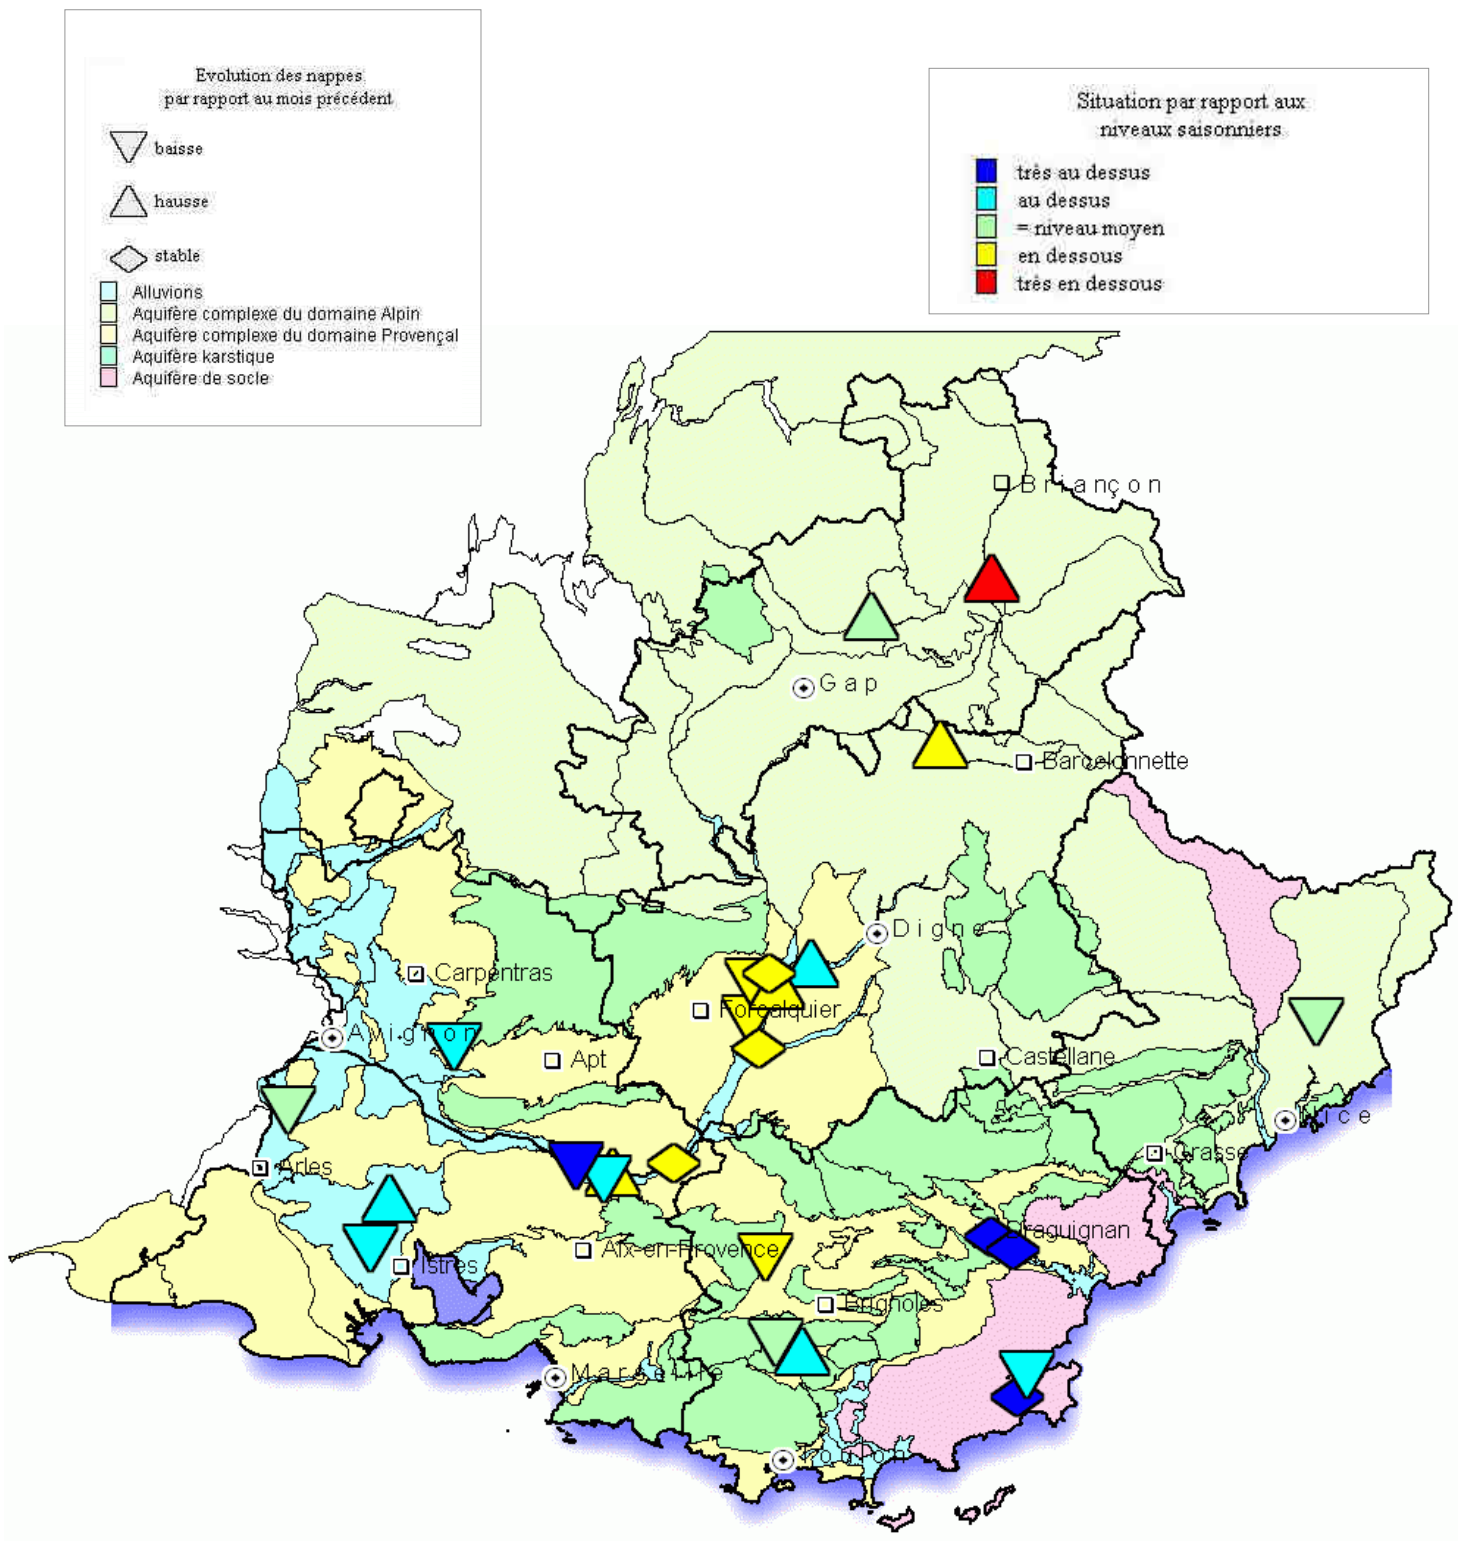 Evolution des nappes
par rapport au mois précédent
baisse
hausse
stable
Alluvions
Aquifère complexe du domaine Alpin
Aquifère complexe du domaine Provençal
Aquifère karstique
Aquifère de socle
Situation par rapport aux
niveaux saisonniers
très au dessus
au dessus
= niveau moyen
en dessous
très en dessous
Briançon
Gap
Barcelonnette
Digne
Carpentras
Forcalquier
Avignon
Apt
Castellane
Nice
Grasse
Arles
Draguignan
Aix-en-Provence
Istres
Brignoles
Marseille
Toulon